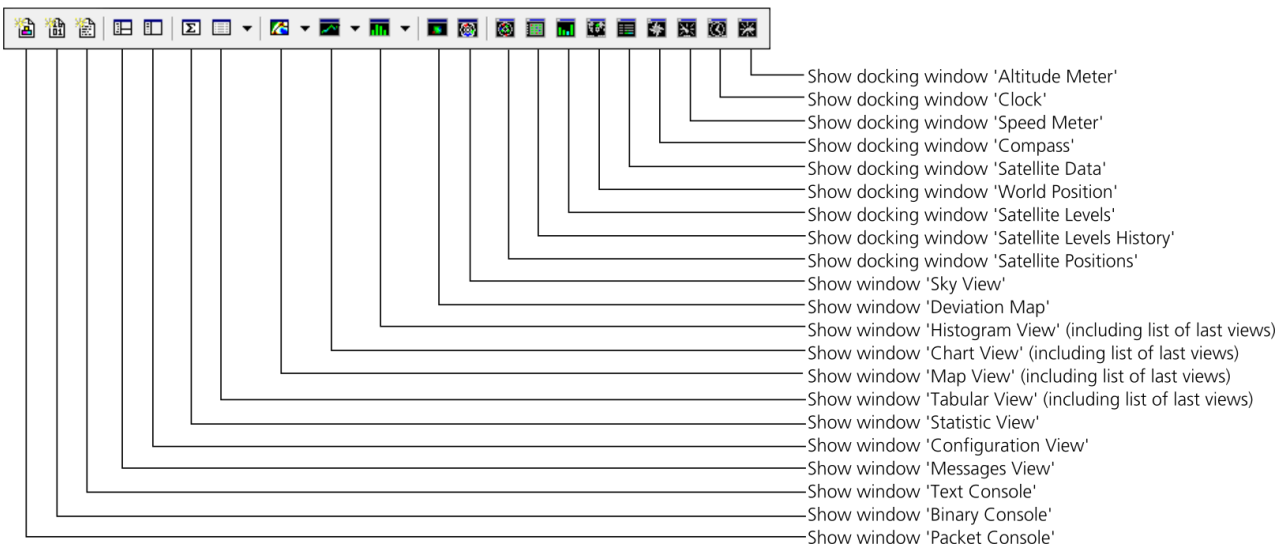 Show docking window 'Altitude Meter'
Show docking window 'Clock'
Show docking window 'Speed Meter'
Show docking window 'Compass'
Show docking window 'Satellite Data'
Show docking window 'World Position'
Show docking window 'Satellite Levels'
Show docking window 'Satellite Levels History'
Show docking window 'Satellite Positions'
Show window 'Sky View'
Show window 'Deviation Map'
Show window 'Histogram View' (including list of last views)
Show window 'Chart View' (including list of last views)
Show window 'Map View' (including list of last views)
Show window 'Tabular View' (including list of last views)
Show window 'Statistic View'
Show window 'Configuration View'
Show window 'Messages View'
Show window 'Text Console'
Show window 'Binary Console'
Show window 'Packet Console'